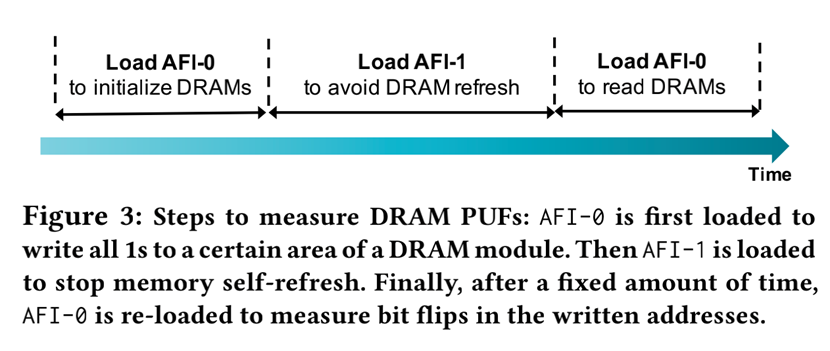 Load AFI-0
to initialize DRAMs
Load AFI-1
to avoid DRAM refresh
Load AFI-0
to read DRAMs
Time
Figure 3: Steps to measure DRAM PUFs: AFI-0 is first loaded to
write all 1s to a certain area of a DRAM module. Then AFI-1 is loaded
to stop memory self-refresh. Finally, after a fixed amount of time,
AFI-0 is re-loaded to measure bit flips in the written addresses.